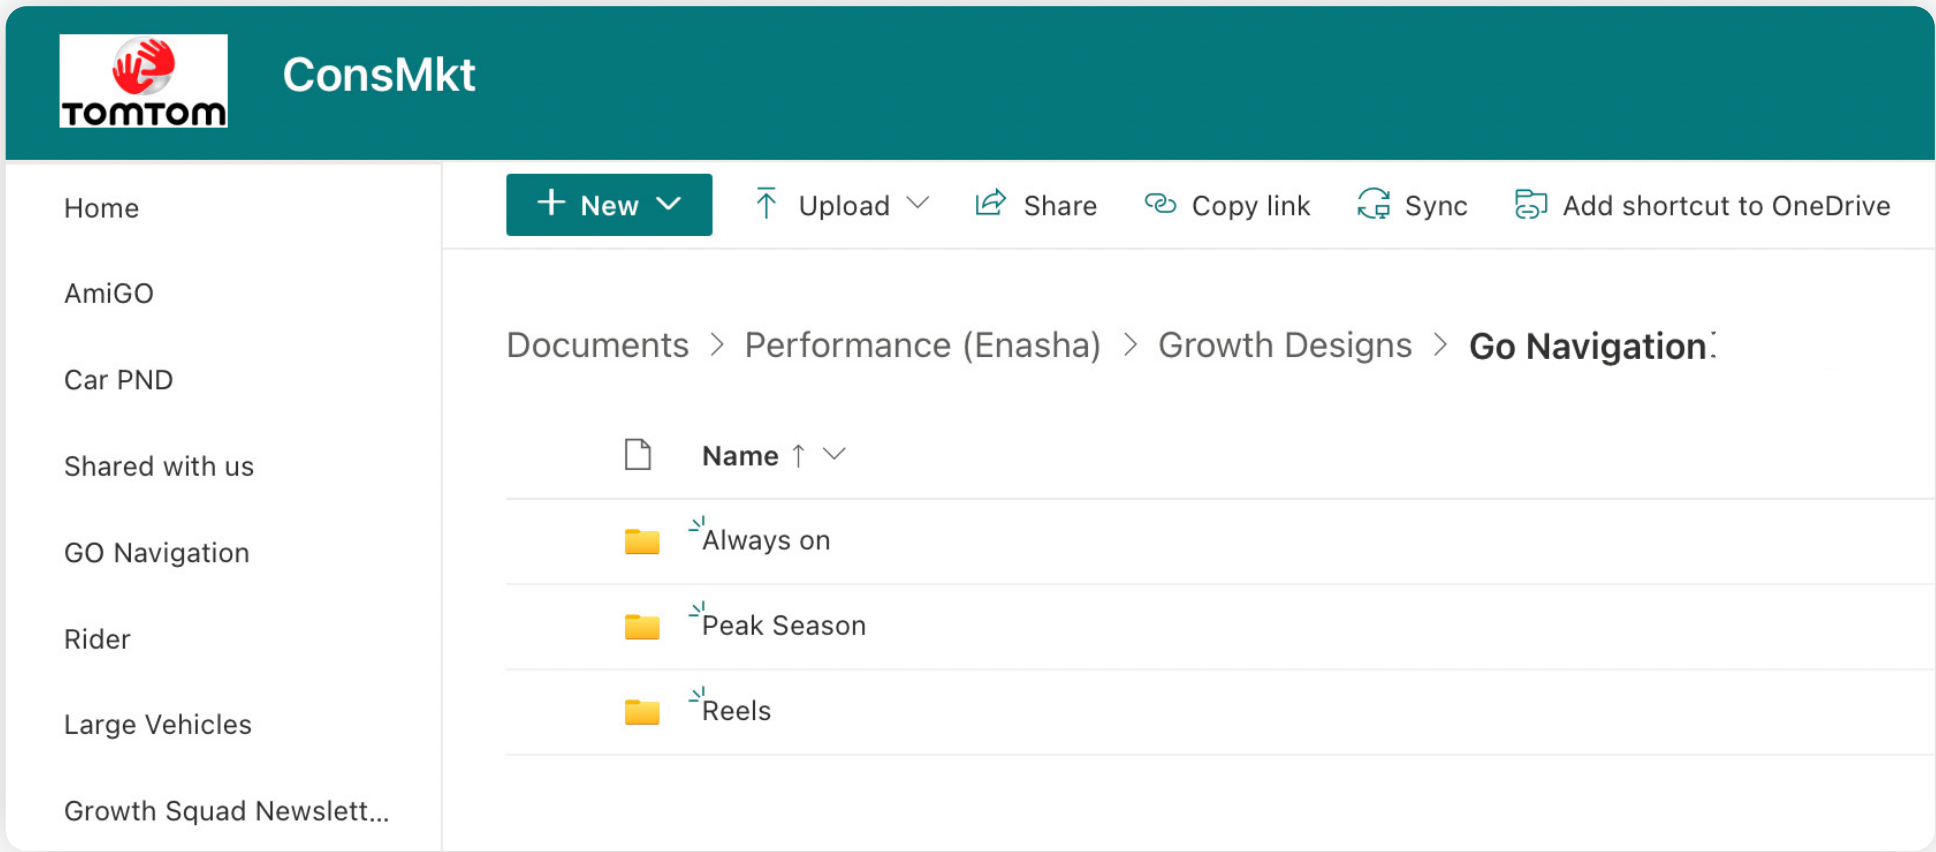 TOMTOM
ConsMkt
Home
AmiGO
Car PND
Shared with us
GO Navigation
Rider
Large Vehicles
Growth Squad Newslett...
+ New Upload Share Copy link Sync Add shortcut to OneDrive
Documents > Performance (Enasha) > Growth Designs > Go Navigation
Name ↑
Always on
Peak Season
Reels